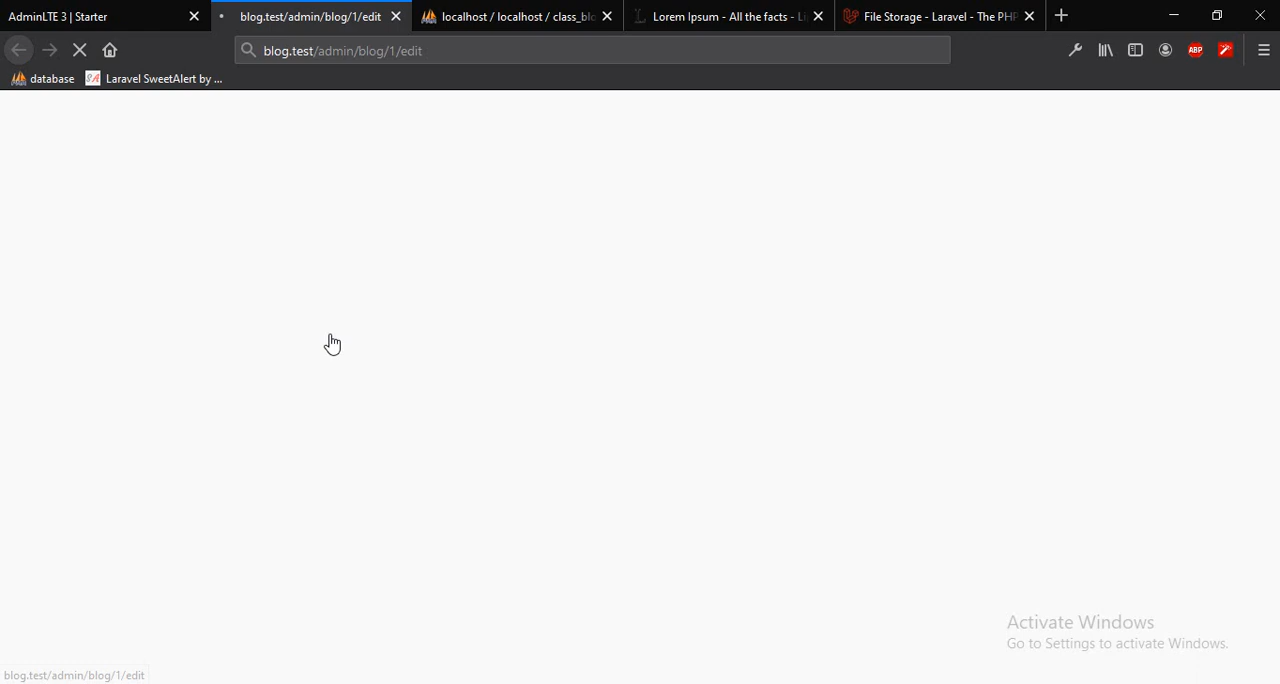 AdminLTE 3 | Starter
blog.test/admin/blog/1/edit
localhost / localhost / class_blo
Lorem Ipsum - All the facts - Li
File Storage - Laravel - The PHP
blog.test/admin/blog/1/edit
ABP
database
SA
Laravel SweetAlert by ...
Activate Windows
Go to Settings to activate Windows.
blog.test/admin/blog/1/edit